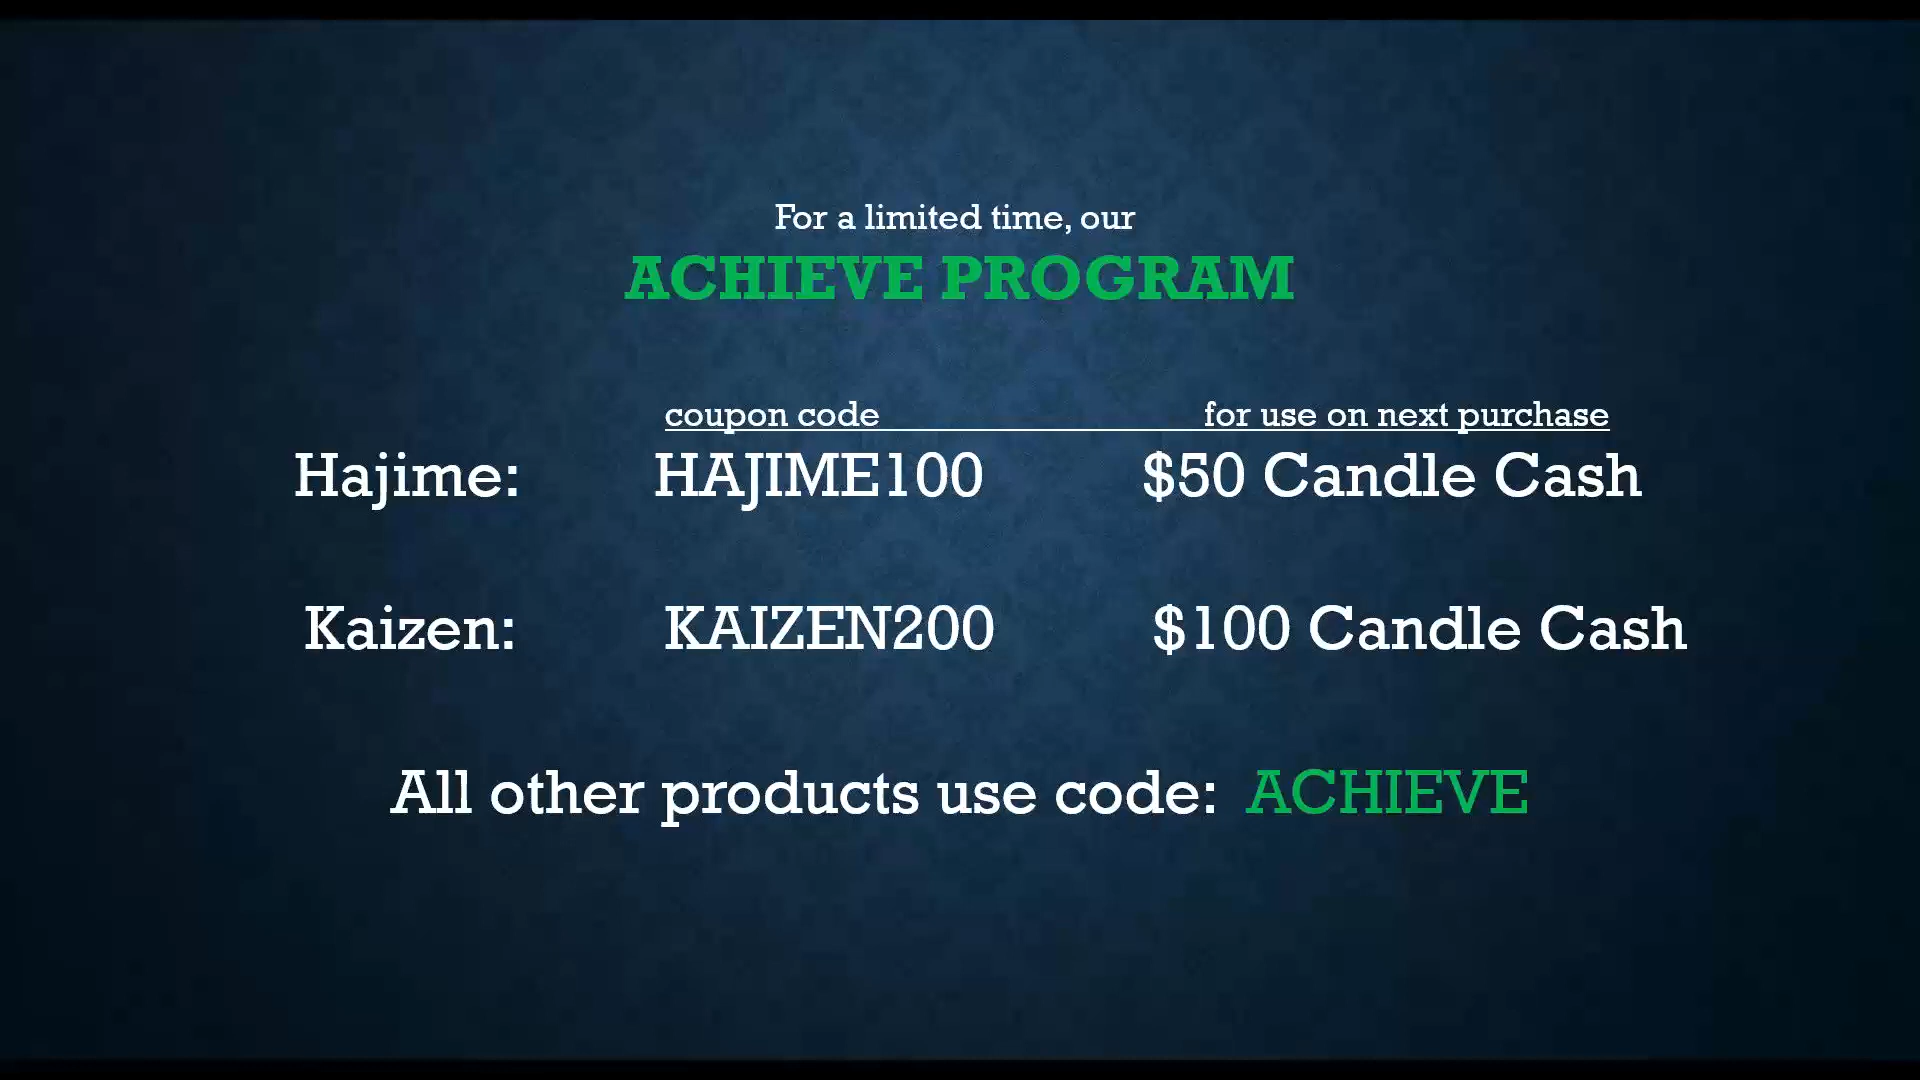 For a limited time, our
ACHIEVE PROGRAM
coupon code for use on next purchase
Hajime: HAJIME100 $50 Candle Cash
Kaizen: KAIZEN200 $100 Candle Cash
All other products use code: ACHIEVE